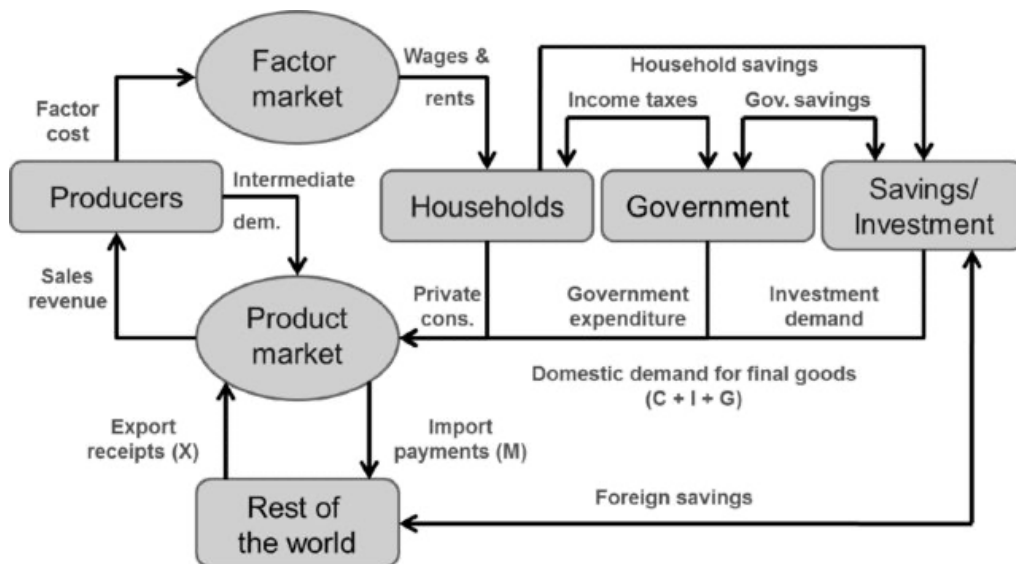 Factor
market
Wages &
rents
Household savings
Income taxes
Gov. savings
Factor
cost
Producers
Intermediate
dem.
Households
Government
Savings/
Investment
Sales
revenue
Product
market
Private
cons.
Government
expenditure
Investment
demand
Domestic demand for final goods
(C + I + G)
Export
receipts (X)
Import
payments (M)
Rest of
the world
Foreign savings